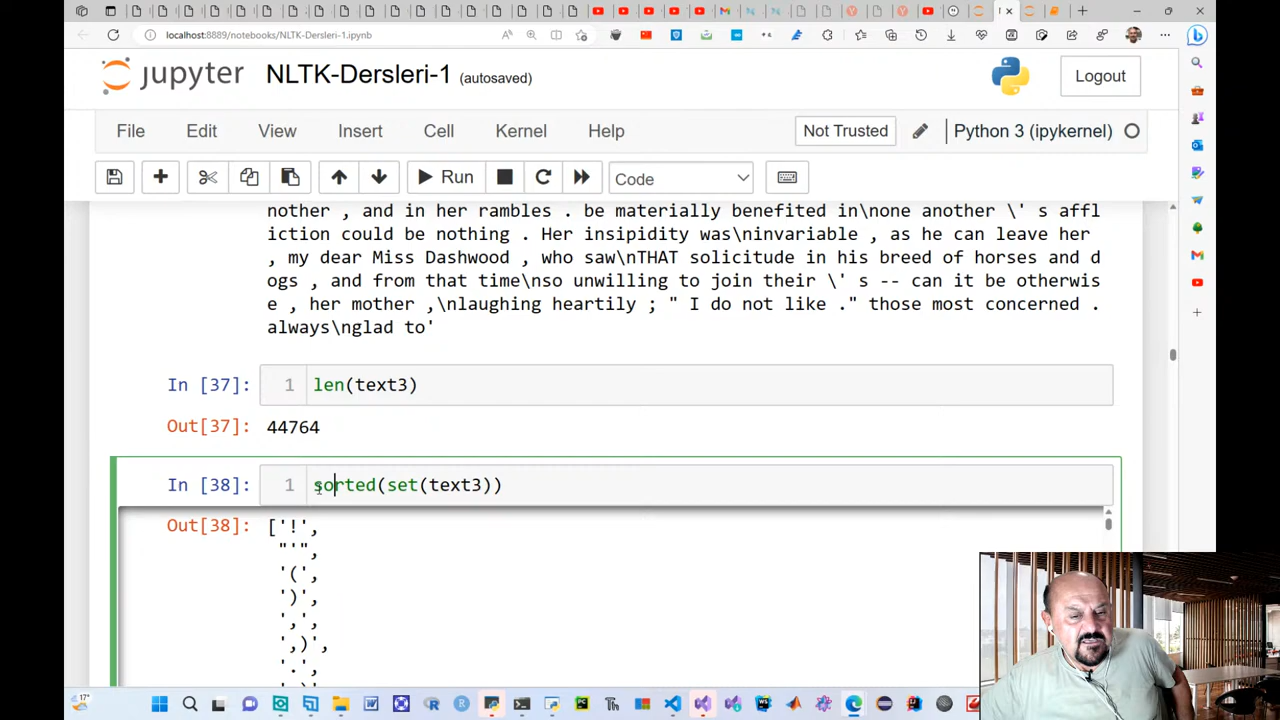 localhost:8889/notebooks/NLTK-Dersleri-1.ipynb
jupyter NLTK-Dersleri-1 (autosaved)
Logout
File Edit View Insert Cell Kernel Help
Not Trusted
Python 3 (ipykernel)
Run
Code
nother , and in her rambles . be materially benefited in\none another \' s affl
iction could be nothing . Her insipidity was\ninvariable , as he can leave her
, my dear Miss Dashwood , who saw\nTHAT solicitude in his breed of horses and d
ogs , and from that time\nso unwilling to join their \' s -- can it be otherwis
e , her mother ,\nlaughing heartily ; " I do not like ." those most concerned .
always\nglad to'
In [37]: 1 len(text3)
Out[37]: 44764
In [38]: 1 sorted(set(text3))
Out[38]: ['!',
"'",
'(',
')',
',',
',)',
'.',
17°